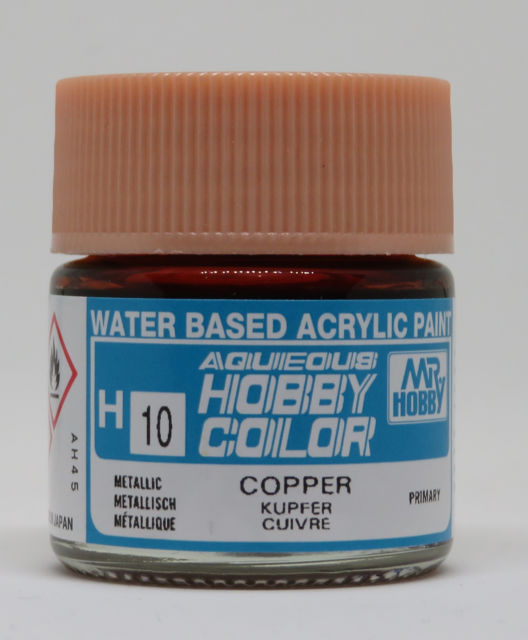 WATER BASED ACRYLIC PAINT
AQUEOUS
HOBBY
COLOR
MR
HOBBY
H 10
METALLIC
METALLISCH
MÉTALLIQUE
COPPER
KUPFER
CUIVRE
PRIMARY
AH45
JAPAN